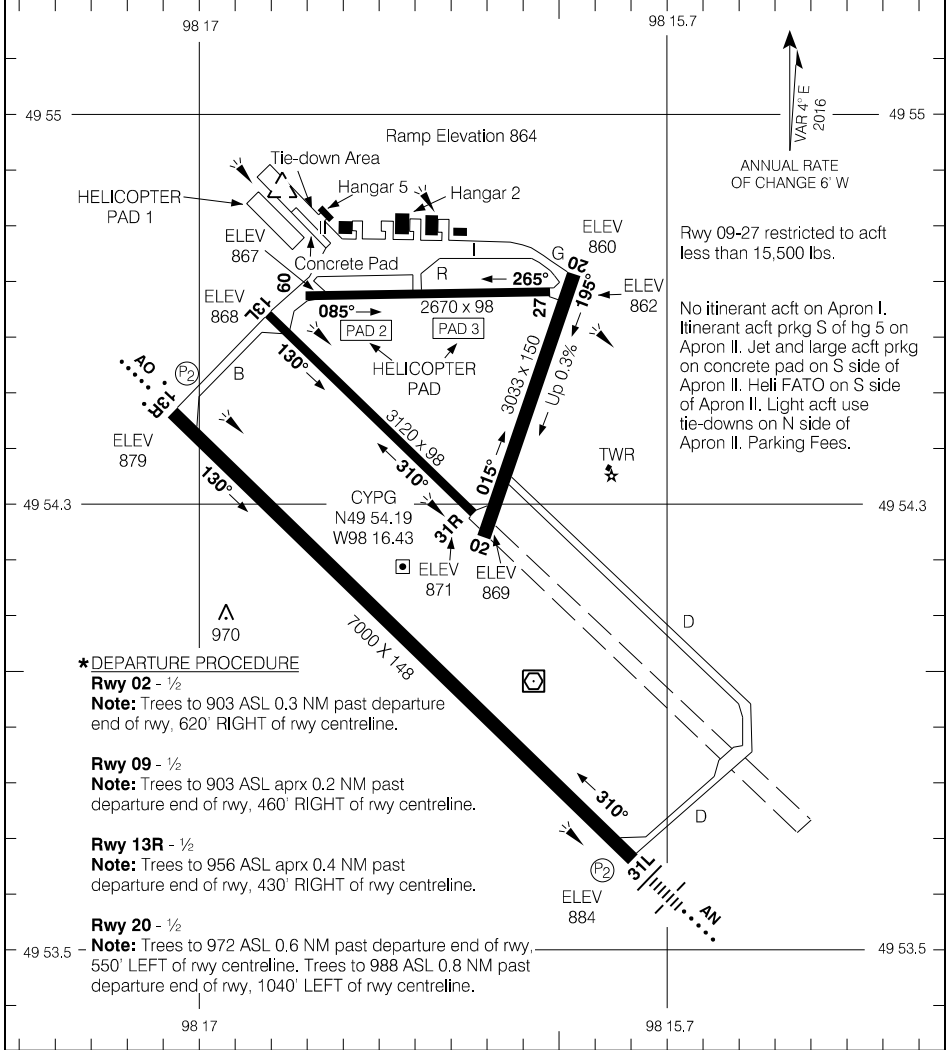 98 17
98 15.7
49 55
49 55
VAR 4° E
2016
ANNUAL RATE
OF CHANGE 6' W
Ramp Elevation 864
Tie-down Area
Hangar 5
Hangar 2
HELICOPTER
PAD 1
ELEV
867
II
I
G
ELEV
860
Rwy 09-27 restricted to acft
less than 15,500 lbs.
Concrete Pad
R
265°
20
195°
ELEV
862
09
ELEV
868
13L
085°
2670 x 98
27
PAD 2
PAD 3
HELICOPTER
PAD
No itinerant acft on Apron I.
Itinerant acft prkg S of hg 5 on
Apron II. Jet and large acft prkg
on concrete pad on S side of
Apron II. Heli FATO on S side
of Apron II. Light acft use
tie-downs on N side of
Apron II. Parking Fees.
130°
3033 x 150
Up 0.3%
AO
P2
B
13R
ELEV
879
3120 x 98
310°
015°
TWR
130°
49 54.3
49 54.3
CYPG
N49 54.19
W98 16.43
31R
02
ELEV
871
ELEV
869
970
7000 X 148
D
*DEPARTURE PROCEDURE
Rwy 02 - ½
Note: Trees to 903 ASL 0.3 NM past departure
end of rwy, 620' RIGHT of rwy centreline.
Rwy 09 - ½
Note: Trees to 903 ASL aprx 0.2 NM past
departure end of rwy, 460' RIGHT of rwy centreline.
310°
D
Rwy 13R - ½
Note: Trees to 956 ASL aprx 0.4 NM past
departure end of rwy, 430' RIGHT of rwy centreline.
P2
31L
ELEV
884
AN
Rwy 20 - ½
Note: Trees to 972 ASL 0.6 NM past departure end of rwy,
550' LEFT of rwy centreline. Trees to 988 ASL 0.8 NM past
departure end of rwy, 1040' LEFT of rwy centreline.
49 53.5
49 53.5
98 17
98 15.7